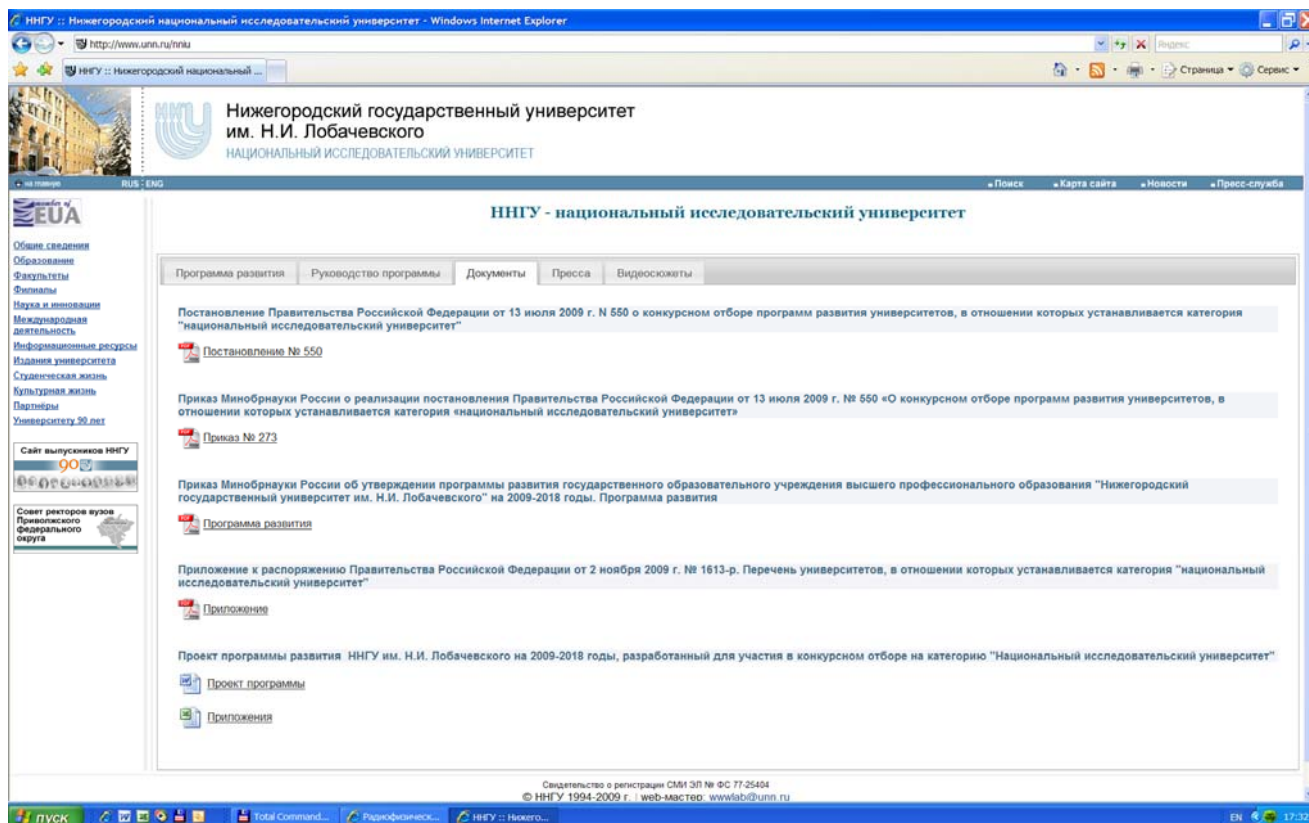 ННГУ :: Нижегородский национальный исследовательский университет - Windows Internet Explorer
http://www.unn.ru/nniu
Яндекс
ННГУ :: Нижегородский национальный ...
Страница
Сервис
Нижегородский государственный университет
им. Н.И. Лобачевского
НАЦИОНАЛЬНЫЙ ИССЛЕДОВАТЕЛЬСКИЙ УНИВЕРСИТЕТ
на главную
RUS ENG
Поиск
Карта сайта
Новости
Пресс-служба
member of
EUA
Общие сведения
Образование
Факультеты
Филиалы
Наука и инновации
Международная
деятельность
Информационные ресурсы
Издания университета
Студенческая жизнь
Культурная жизнь
Партнёры
Университету 90 лет
Сайт выпускников ННГУ
90
Совет ректоров вузов
Приволжского
федерального
округа
ННГУ - национальный исследовательский университет
Программа развития
Руководство программы
Документы
Пресса
Видеосюжеты
Постановление Правительства Российской Федерации от 13 июля 2009 г. N 550 о конкурсном отборе программ развития университетов, в отношении которых устанавливается категория
"национальный исследовательский университет"
Постановление № 550
Приказ Минобрнауки России о реализации постановления Правительства Российской Федерации от 13 июля 2009 г. № 550 «О конкурсном отборе программ развития университетов, в
отношении которых устанавливается категория «национальный исследовательский университет»
Приказ № 273
Приказ Минобрнауки России об утверждении программы развития государственного образовательного учреждения высшего профессионального образования "Нижегородский
государственный университет им. Н.И. Лобачевского" на 2009-2018 годы. Программа развития
Программа развития
Приложение к распоряжению Правительства Российской Федерации от 2 ноября 2009 г. № 1613-р. Перечень университетов, в отношении которых устанавливается категория "национальный
исследовательский университет"
Приложение
Проект программы развития ННГУ им. Н.И. Лобачевского на 2009-2018 годы, разработанный для участия в конкурсном отборе на категорию "Национальный исследовательский университет"
Проект программы
Приложения
Свидетельство о регистрации СМИ ЭЛ № ФС 77-25404
© ННГУ 1994-2009 г. | web-мастер: wwwlab@unn.ru
пуск
Total Command...
Радиофизическ...
ННГУ :: Нижего...
EN
17:32